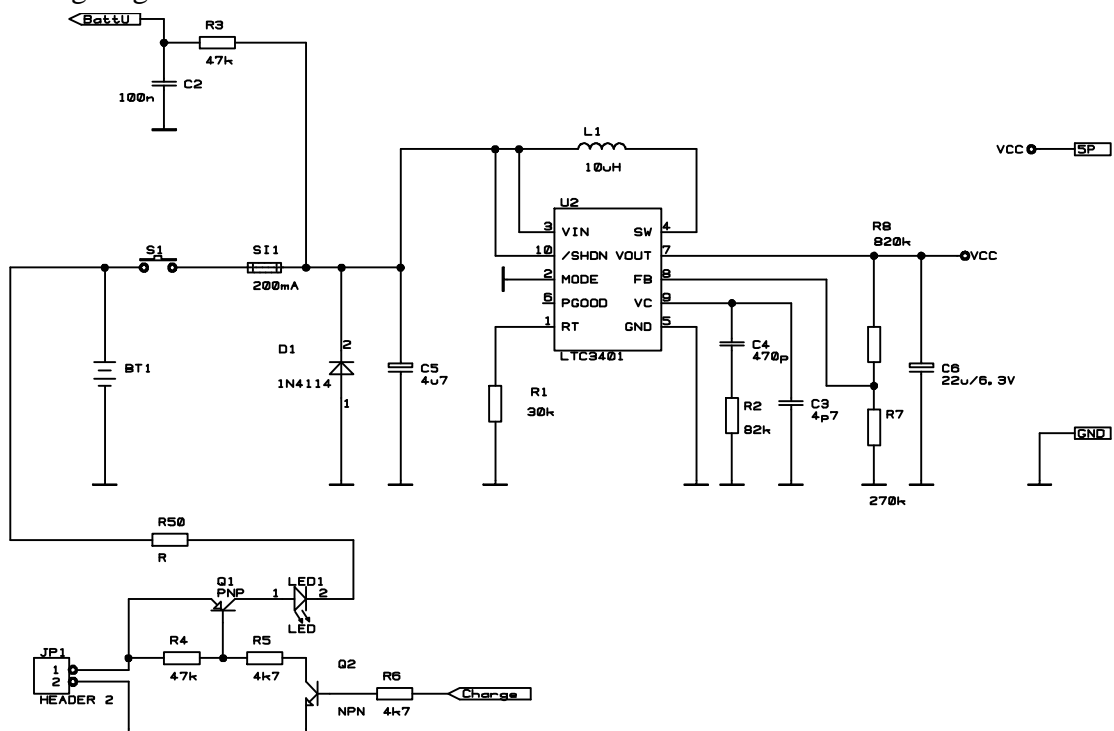 BattU
R3
47k
C2
100n
L1
10uH
VCC
5P
U2
3 VIN SW 4
10 /SHDN VOUT 7
2 MODE FB 8
6 PGOOD VC 9
1 RT GND 5
LTC3401
R8
820k
VCC
S1
SI1
200mA
BT1
D1
2
1N4114
1
C5
4u7
R1
30k
C4
470p
R2
82k
C3
4p7
R7
270k
C6
22u/6.3V
GND
R50
R
Q1
PNP
1
LED1
2
LED
R4
47k
R5
4k7
JP1
1
2
HEADER 2
Q2
NPN
R6
4k7
Charge